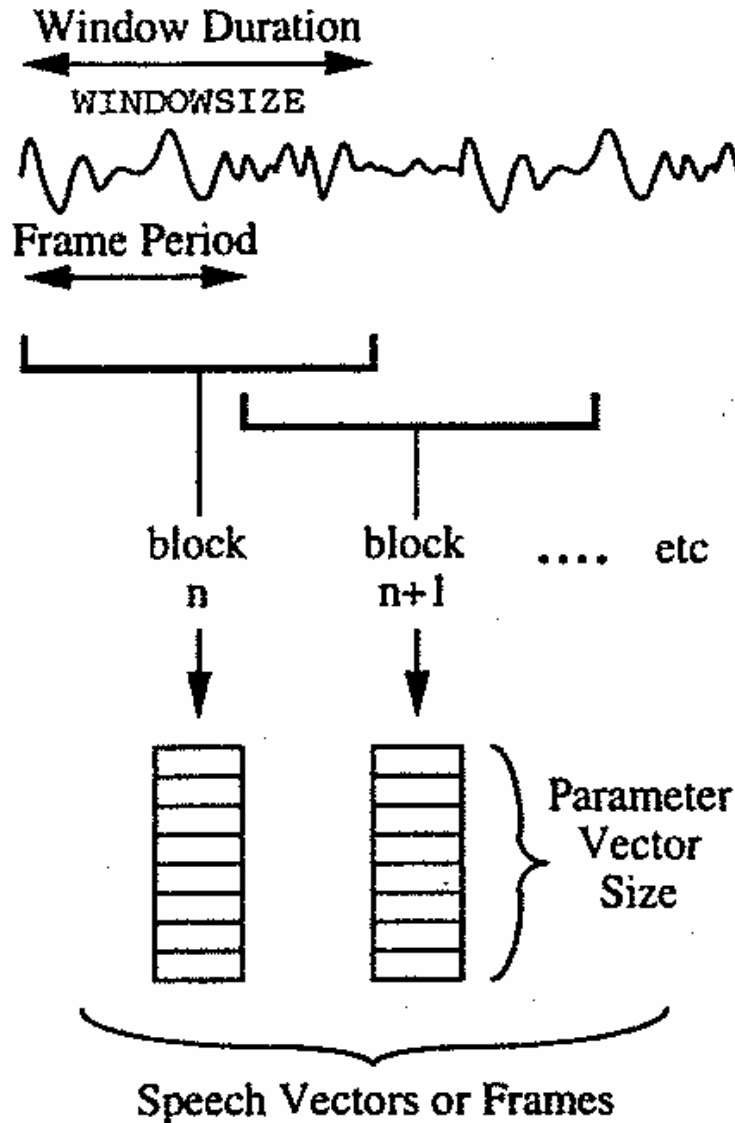 Window Duration
WINDOWSIZE
Frame Period
block
n
block
n+1
.... etc
Parameter
Vector
Size
Speech Vectors or Frames